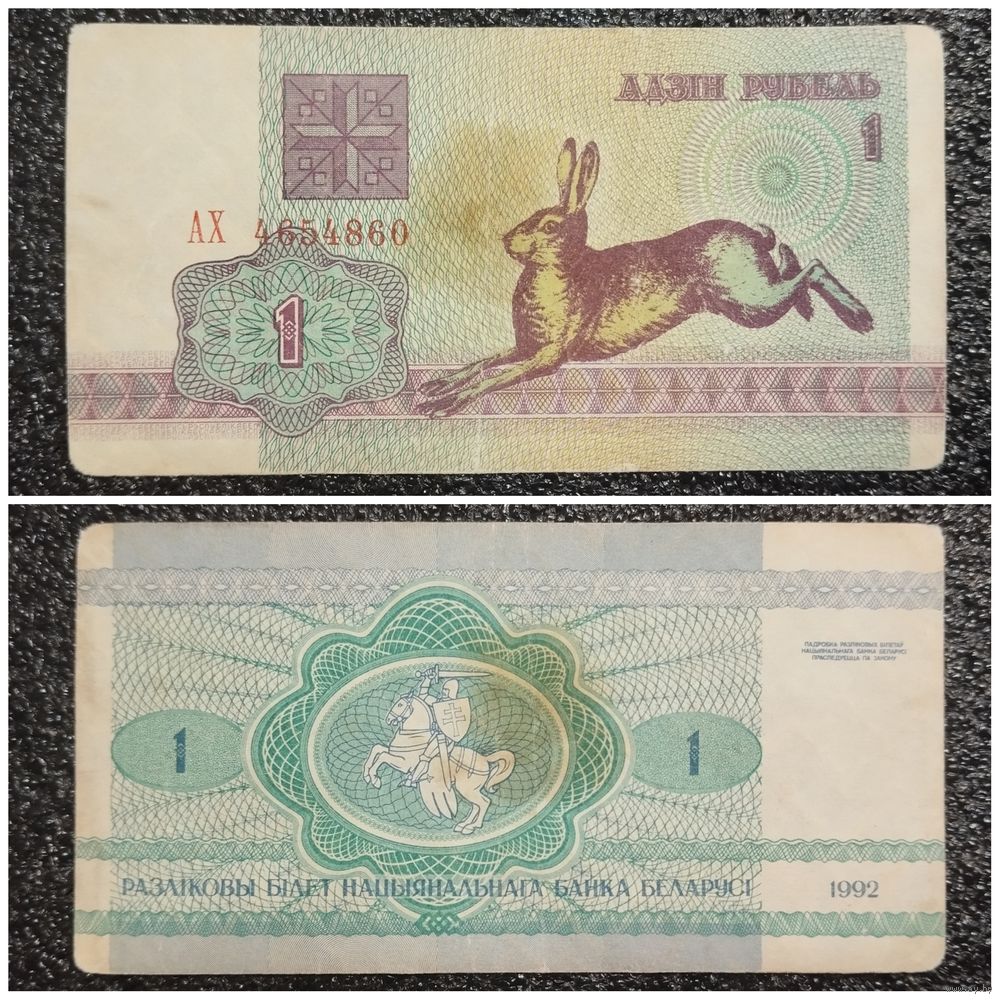 АДЗІН РУБЕЛЬ
1
АХ 4654860
1
ПАДРОБКА РАЗЛІКОВЫХ БІЛЕТАЎ
НАЦЫЯНАЛЬНАГА БАНКА БЕЛАРУСІ
ПРАСЛЕДУЕЦЦА ПА ЗАКОНУ
1 1
РАЗЛІКОВЫ БІЛЕТ НАЦЫЯНАЛЬНАГА БАНКА БЕЛАРУСІ 1992